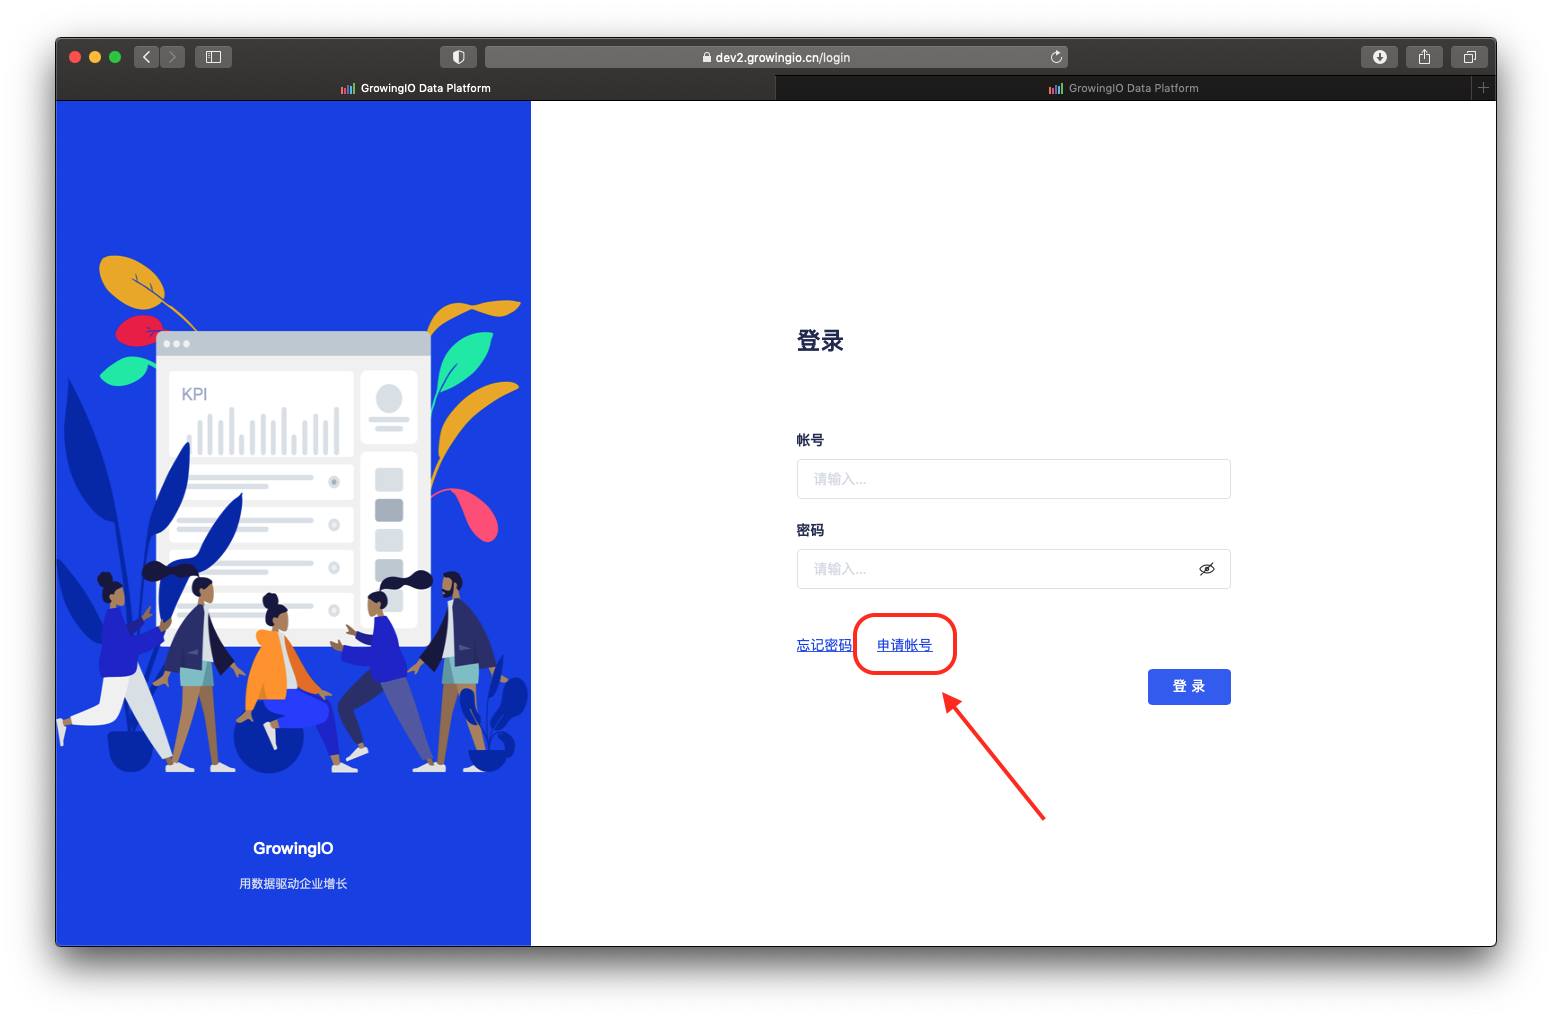 dev2.growingio.cn/login
GrowingIO Data Platform
GrowingIO Data Platform
KPI
GrowingIO
用数据驱动企业增长
登录
帐号
请输入...
密码
请输入...
忘记密码 申请帐号
登 录